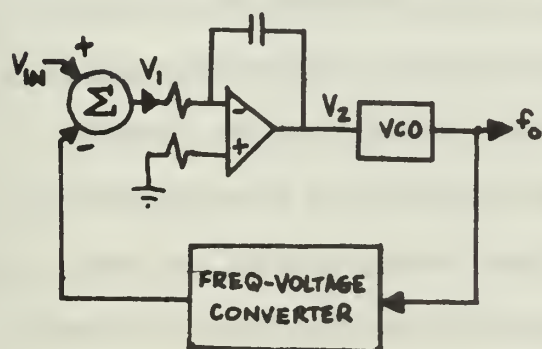 +
V_IN
Σ
-
V_1
-
+
V_2
VCO
f_o
FREQ-VOLTAGE
CONVERTER